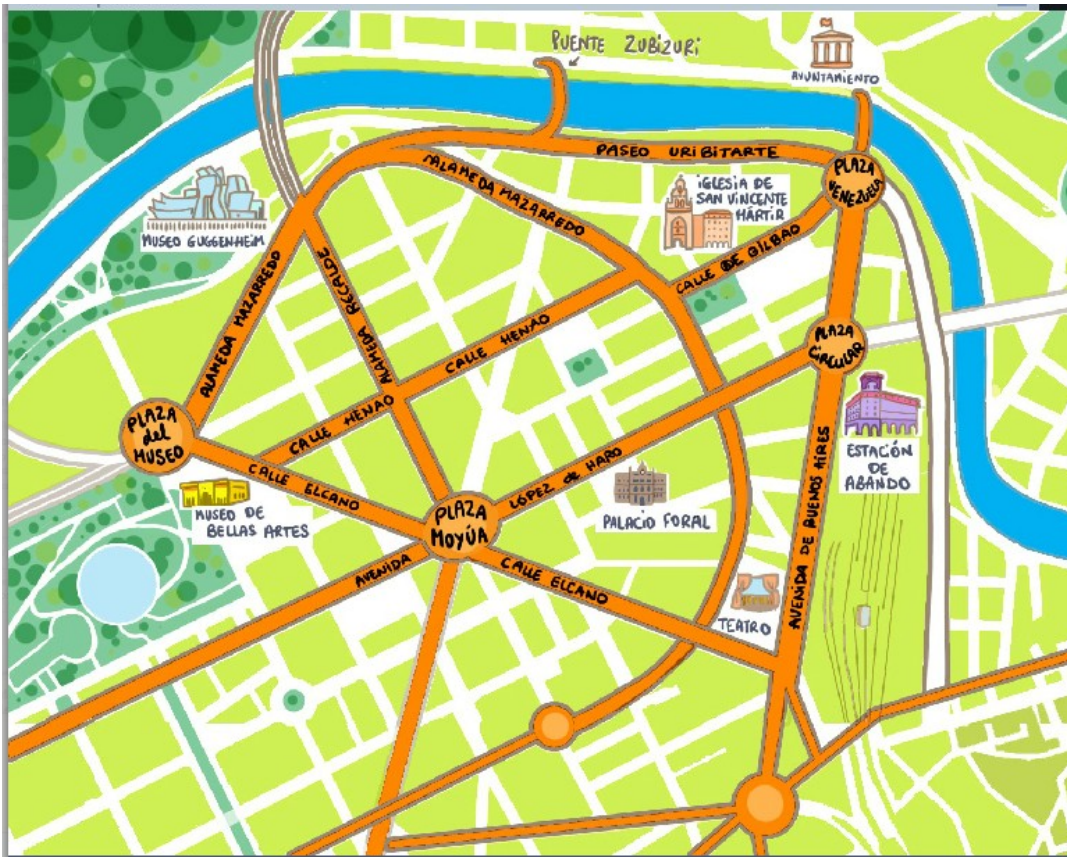 PUENTE ZUBIZURI
AYUNTAMIENTO
PASEO URIBITARTE
PLAZA
VENEZUELA
ALAMEDA MAZARREDO
IGLESIA DE
SAN VINCENTE
MÁRTIR
MUSEO GUGGENHEIM
CALLE DE BILBAO
ALAMEDA MAZARREDO
ALAMEDA RECALDE
CALLE HENAO
PLAZA
CIRCULAR
PLAZA
del
MUSEO
CALLE HENAO
CALLE ELCANO
LÓPEZ de HARO
ESTACIÓN
DE
ABANDO
MUSEO DE
BELLAS ARTES
PLAZA
MOYÚA
PALACIO FORAL
AVENIDA DE BUENOS AIRES
AVENIDA
CALLE ELCANO
TEATRO